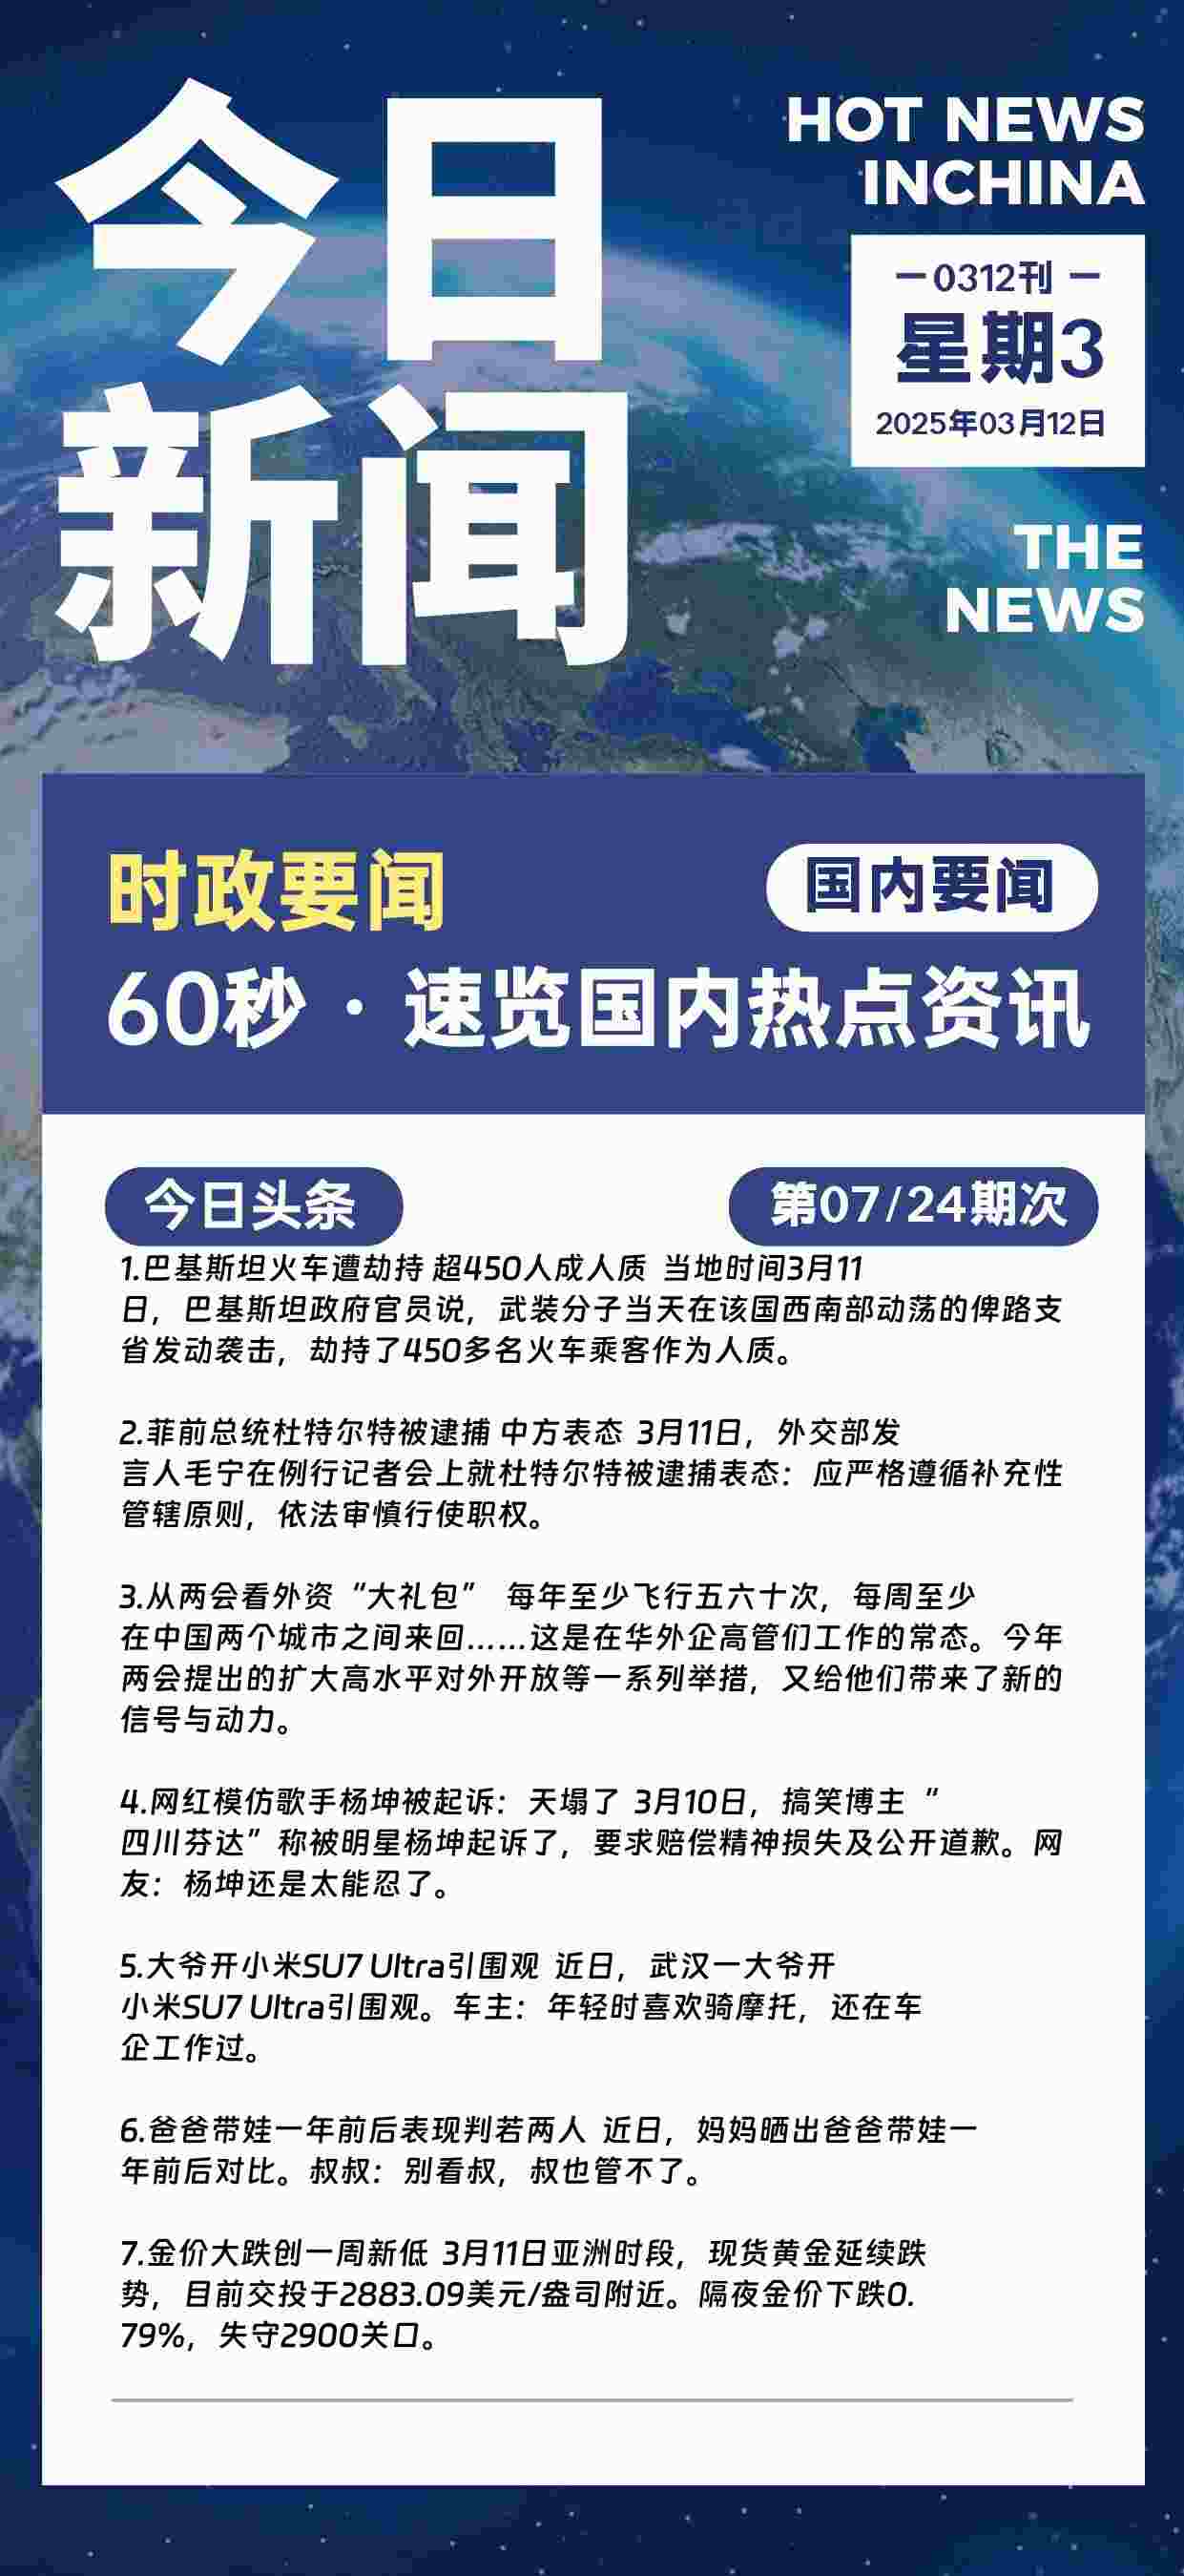 今日
新闻
HOT NEWS
INCHINA
－0312刊 －
星期3
2025年03月12日
THE
NEWS
时政要闻
国内要闻
60秒 · 速览国内热点资讯
今日头条
第07/24期次
1.巴基斯坦火车遭劫持 超450人成人质 当地时间3月11
日，巴基斯坦政府官员说，武装分子当天在该国西南部动荡的俾路支
省发动袭击，劫持了450多名火车乘客作为人质。
2.菲前总统杜特尔特被逮捕 中方表态 3月11日，外交部发
言人毛宁在例行记者会上就杜特尔特被逮捕表态：应严格遵循补充性
管辖原则，依法审慎行使职权。
3.从两会看外资“大礼包” 每年至少飞行五六十次，每周至少
在中国两个城市之间来回……这是在华外企高管们工作的常态。今年
两会提出的扩大高水平对外开放等一系列举措，又给他们带来了新的
信号与动力。
4.网红模仿歌手杨坤被起诉：天塌了 3月10日，搞笑博主“
四川芬达”称被明星杨坤起诉了，要求赔偿精神损失及公开道歉。网
友：杨坤还是太能忍了。
5.大爷开小米SU7 Ultra引围观 近日，武汉一大爷开
小米SU7 Ultra引围观。车主：年轻时喜欢骑摩托，还在车
企工作过。
6.爸爸带娃一年前后表现判若两人 近日，妈妈晒出爸爸带娃一
年前后对比。叔叔：别看叔，叔也管不了。
7.金价大跌创一周新低 3月11日亚洲时段，现货黄金延续跌
势，目前交投于2883.09美元/盎司附近。隔夜金价下跌0.
79%，失守2900关口。